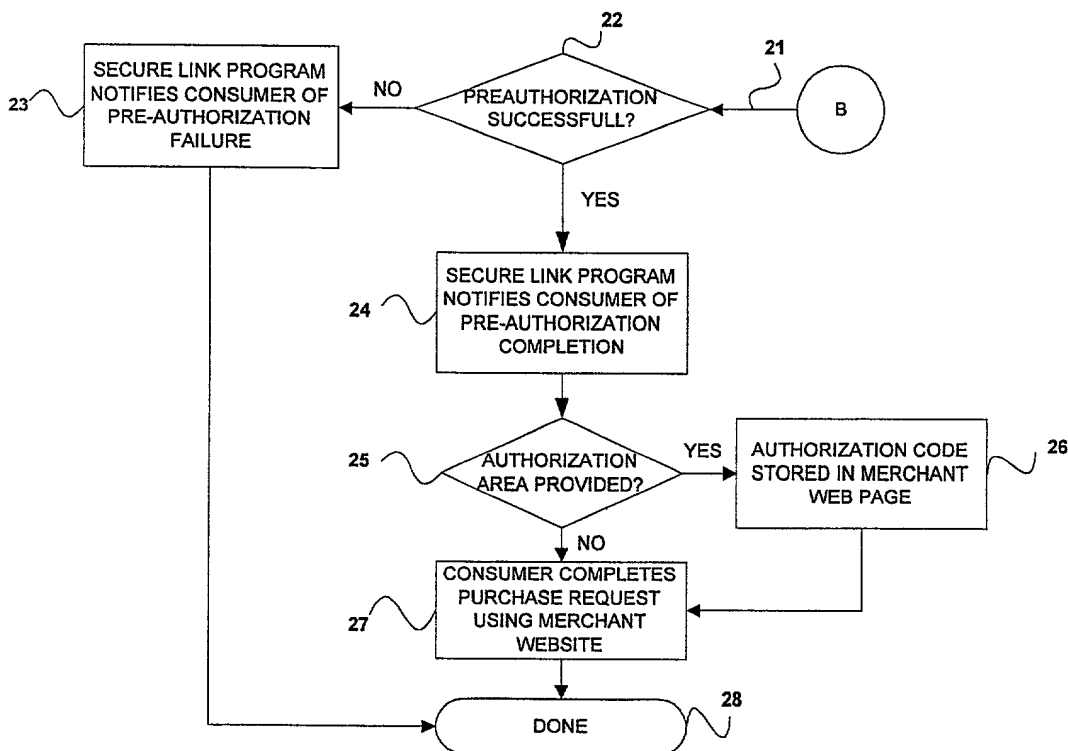 22
21
23
SECURE LINK PROGRAM
NOTIFIES CONSUMER OF
PRE-AUTHORIZATION
FAILURE
NO
PREAUTHORIZATION
SUCCESSFULL?
B
YES
24
SECURE LINK PROGRAM
NOTIFIES CONSUMER OF
PRE-AUTHORIZATION
COMPLETION
25
AUTHORIZATION
AREA PROVIDED?
YES
AUTHORIZATION CODE
STORED IN MERCHANT
WEB PAGE
26
NO
27
CONSUMER COMPLETES
PURCHASE REQUEST
USING MERCHANT
WEBSITE
DONE
28